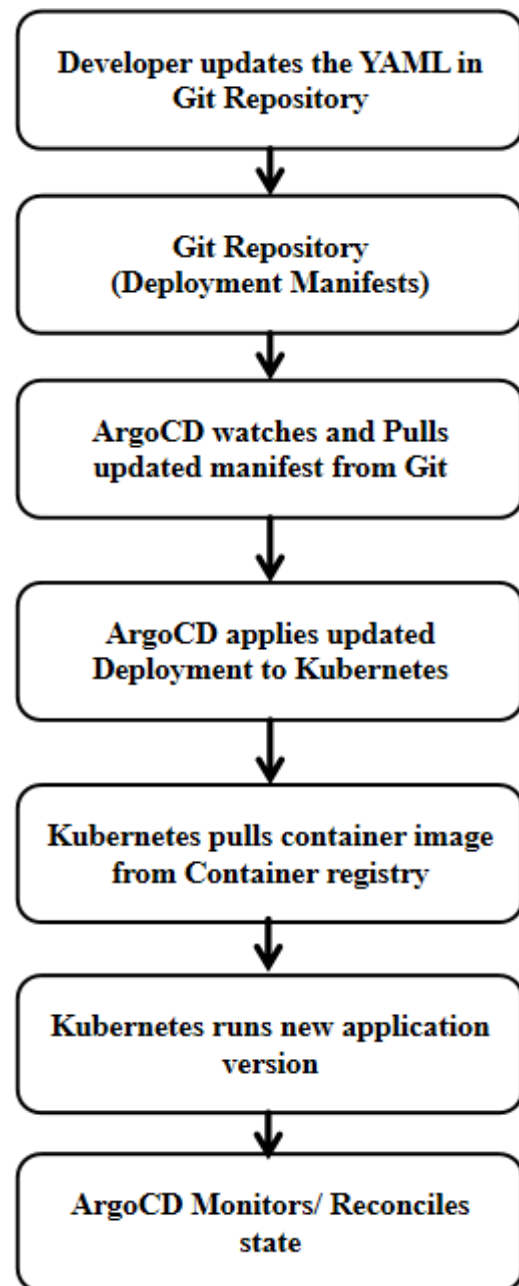 Developer updates the YAML in
Git Repository
Git Repository
(Deployment Manifests)
ArgoCD watches and Pulls
updated manifest from Git
ArgoCD applies updated
Deployment to Kubernetes
Kubernetes pulls container image
from Container registry
Kubernetes runs new application
version
ArgoCD Monitors/ Reconciles
state